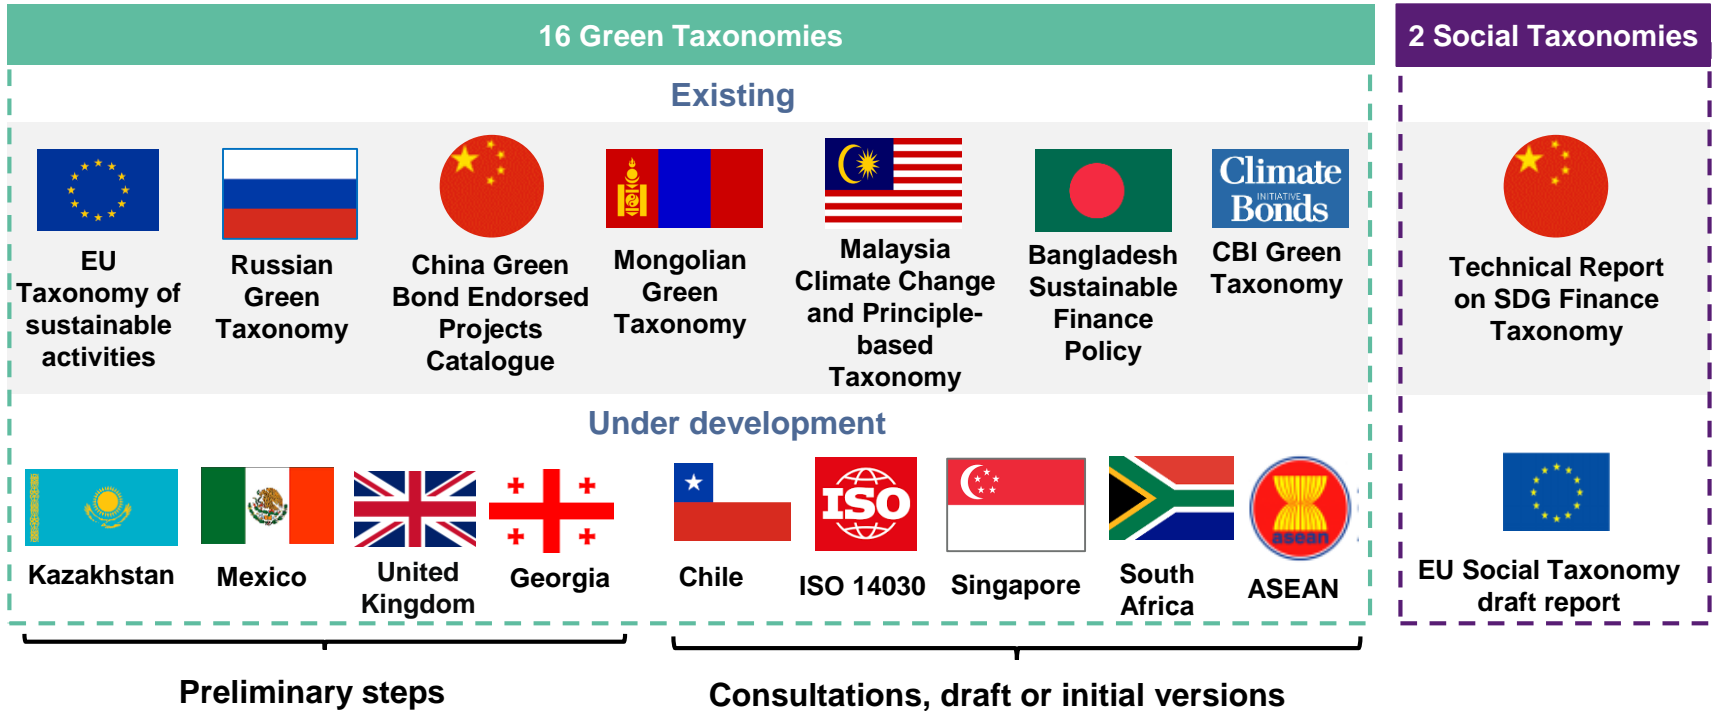 16 Green Taxonomies
2 Social Taxonomies
Existing
EU
Taxonomy of
sustainable
activities
Russian
Green
Taxonomy
China Green
Bond Endorsed
Projects
Catalogue
Mongolian
Green
Taxonomy
Malaysia
Climate Change
and Principle-
based
Taxonomy
Bangladesh
Sustainable
Finance
Policy
Climate
INITIATIVE
Bonds
CBI Green
Taxonomy
Technical Report
on SDG Finance
Taxonomy
Under development
Kazakhstan
Mexico
United
Kingdom
Georgia
Chile
ISO
ISO 14030
Singapore
South
Africa
asean
ASEAN
EU Social Taxonomy
draft report
Preliminary steps
Consultations, draft or initial versions